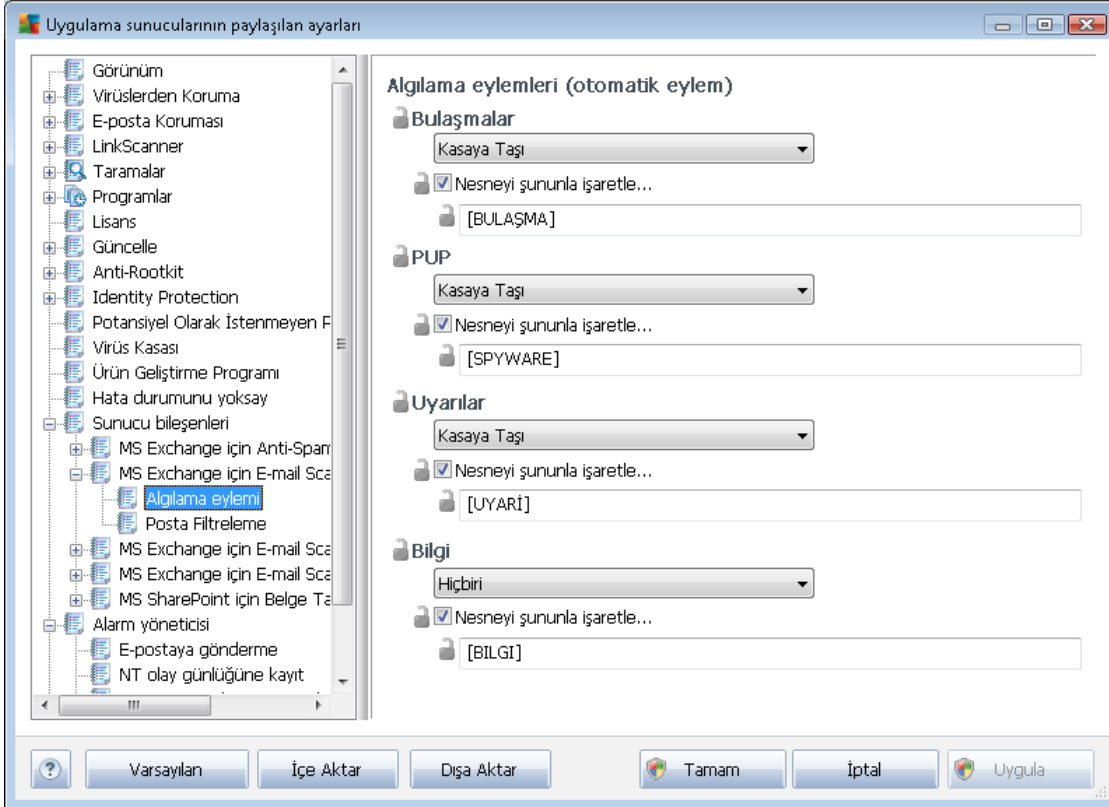 Uygulama sunucularının paylaşılan ayarları
Görünüm
Virüslerden Koruma
E-posta Koruması
LinkScanner
Taramalar
Programlar
Lisans
Güncelle
Anti-Rootkit
Identity Protection
Potansiyel Olarak İstenmeyen P
Virüs Kasası
Ürün Geliştirme Programı
Hata durumunu yoksay
Sunucu bileşenleri
MS Exchange için Anti-Spam
MS Exchange için E-mail Sca
Algılama eylemi
Posta Filtreleme
MS Exchange için E-mail Sca
MS Exchange için E-mail Sca
MS SharePoint için Belge Ta
Alarm yöneticisi
E-postaya gönderme
NT olay günlüğüne kayıt
Algılama eylemleri (otomatik eylem)
Bulaşmalar
Kasaya Taşı
Nesneyi şununla işaretle...
[BULAŞMA]
PUP
Kasaya Taşı
Nesneyi şununla işaretle...
[SPYWARE]
Uyarılar
Kasaya Taşı
Nesneyi şununla işaretle...
[UYARİ]
Bilgi
Hiçbiri
Nesneyi şununla işaretle...
[BILGI]
?
Varsayılan
İçe Aktar
Dışa Aktar
Tamam
İptal
Uygula